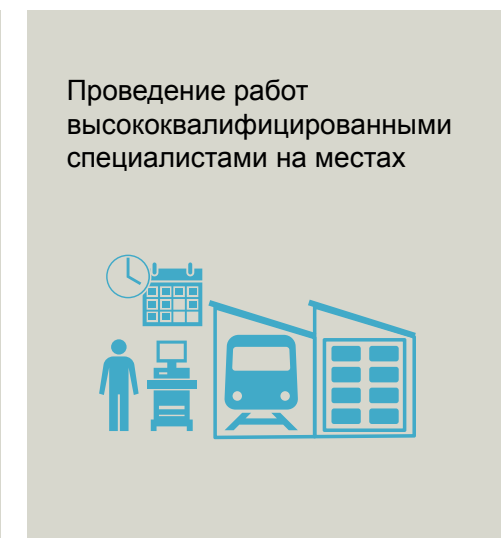 Проведение работ
высококвалифицированными
специалистами на местах